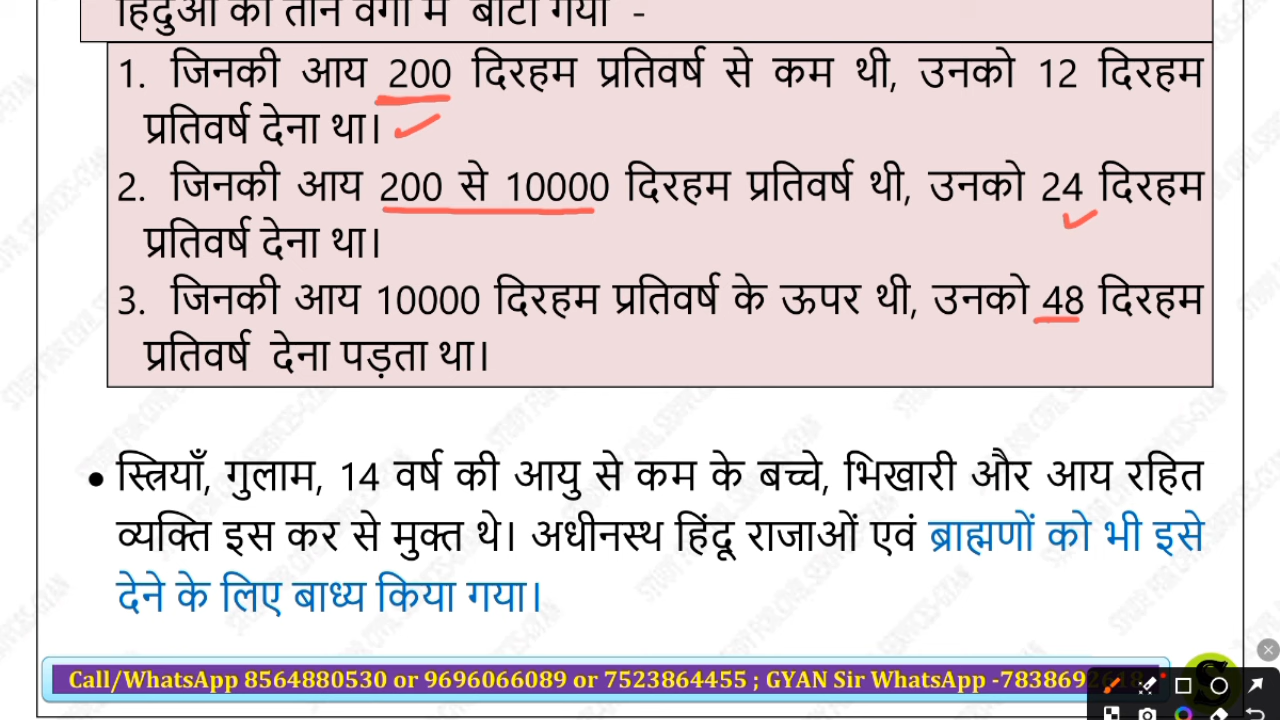 हिंदुओं को तीन वर्गों में बाँटा गया -
1. जिनकी आय 200 दिरहम प्रतिवर्ष से कम थी, उनको 12 दिरहम
प्रतिवर्ष देना था।
2. जिनकी आय 200 से 10000 दिरहम प्रतिवर्ष थी, उनको 24 दिरहम
प्रतिवर्ष देना था।
3. जिनकी आय 10000 दिरहम प्रतिवर्ष के ऊपर थी, उनको 48 दिरहम
प्रतिवर्ष देना पड़ता था।
• स्त्रियाँ, गुलाम, 14 वर्ष की आयु से कम के बच्चे, भिखारी और आय रहित
व्यक्ति इस कर से मुक्त थे। अधीनस्थ हिंदू राजाओं एवं ब्राह्मणों को भी इसे
देने के लिए बाध्य किया गया।
Call/WhatsApp 8564880530 or 9696066089 or 7523864455 ; GYAN Sir WhatsApp